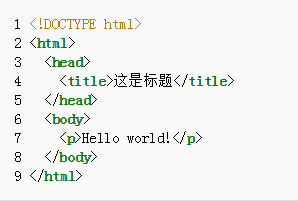 1 <!DOCTYPE html>
2 <html>
3   <head>
4     <title>这是标题</title>
5   </head>
6   <body>
7     <p>Hello world!</p>
8   </body>
9 </html>